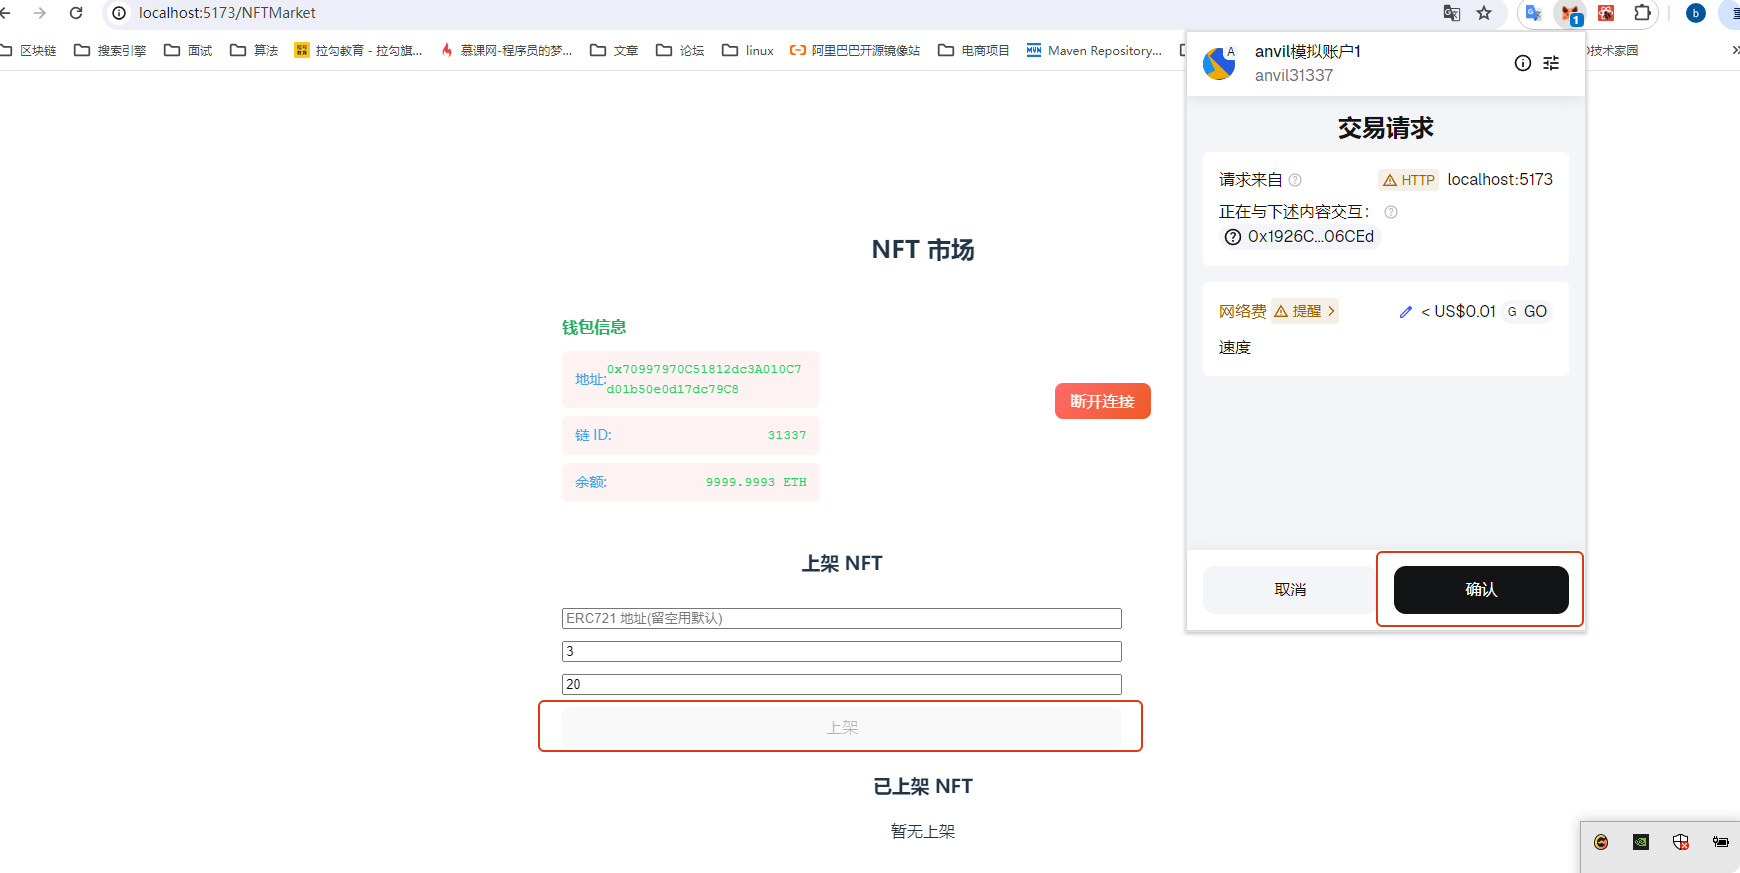 localhost:5173/NFTMarket
区块链
搜索引擎
面试
算法
拉勾教育 - 拉勾旗...
慕课网-程序员的梦...
文章
论坛
linux
阿里巴巴开源镜像站
电商项目
Maven Repository...
技术家园
»
1
b
A
anvil模拟账户1
anvil31337
交易请求
请求来自
HTTP
localhost:5173
正在与下述内容交互：
0x1926C...06CEd
网络费
提醒
< US$0.01
G
GO
速度
取消
确认
NFT 市场
钱包信息
地址:
0x70997970C51812dc3A010C7
d01b50e0d17dc79C8
断开连接
链 ID:
31337
余额:
9999.9993 ETH
上架 NFT
ERC721 地址(留空用默认)
3
20
上架
已上架 NFT
暂无上架